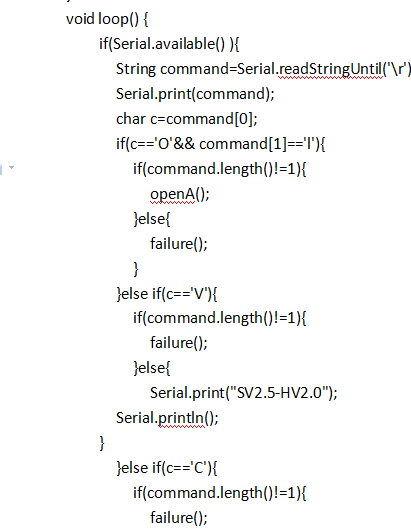 void loop() {
if(Serial.available() ){
String command=Serial.readStringUntil('\r')
Serial.print(command);
char c=command[0];
if(c=='O'&& command[1]=='l'){
if(command.length()!=1){
openA();
}else{
failure();
}
}else if(c=='V'){
if(command.length()!=1){
failure();
}else{
Serial.print("SV2.5-HV2.0");
Serial.println();
}
}else if(c=='C'){
if(command.length()!=1){
failure();